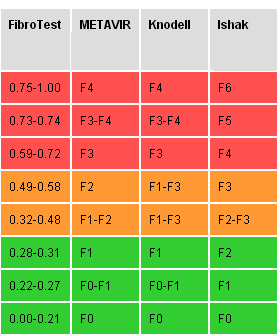 FibroTest METAVIR Knodell Ishak
0.75-1.00 F4 F4 F6
0.73-0.74 F3-F4 F3-F4 F5
0.59-0.72 F3 F3 F4
0.49-0.58 F2 F1-F3 F3
0.32-0.48 F1-F2 F1-F3 F2-F3
0.28-0.31 F1 F1 F2
0.22-0.27 F0-F1 F0-F1 F1
0.00-0.21 F0 F0 F0